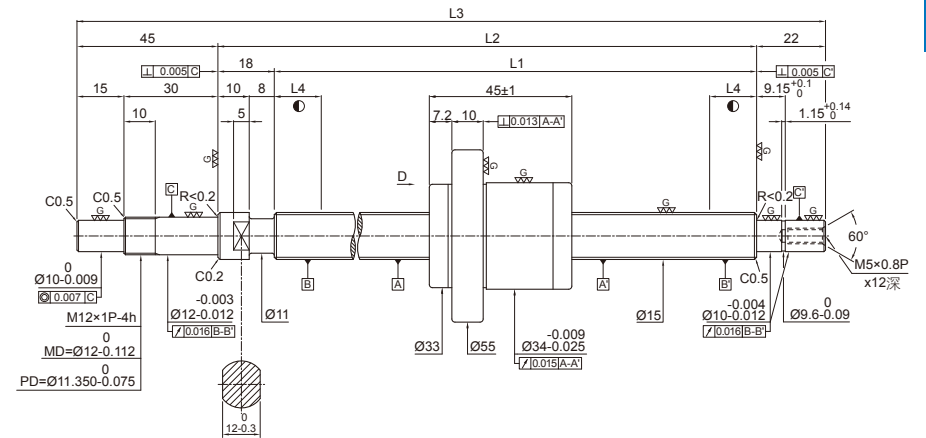 L3
45
L2
22
⊥ 0.005 C
18
L1
⊥ 0.005 C'
15
30
10
8
L4
45±1
L4
9.15 +0.1 0
10
5
7.2
10
⊥ 0.013 A-A'
1.15 +0.14 0
G
G
G
D
C0.5
C0.5
G
C
G
R<0.2
G
G
R<0.2
G
C'
G
60°
C0.2
B
A
A'
B'
C0.5
M5×0.8P
x12深
0
Ø10-0.009
◎ 0.007 C
M12×1P-4h
0
MD=Ø12-0.112
0
PD=Ø11.350-0.075
-0.003
Ø12-0.012
↗ 0.016 B-B'
Ø11
Ø33
Ø55
-0.009
Ø34-0.025
↗ 0.015 A-A'
Ø15
-0.004
Ø10-0.012
↗ 0.016 B-B'
0
Ø9.6-0.09
0
12-0.3